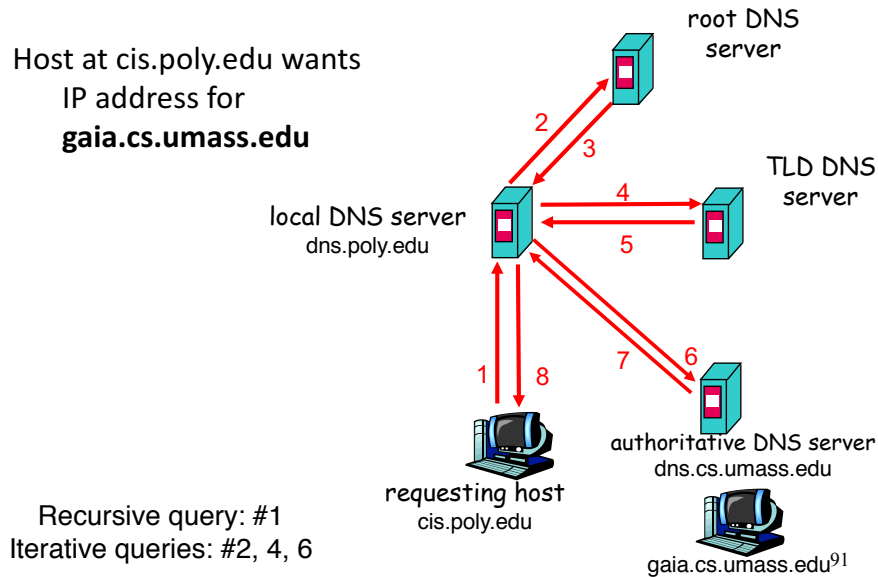 root DNS
server
Host at cis.poly.edu wants
IP address for
gaia.cs.umass.edu
2
3
TLD DNS
server
4
local DNS server
dns.poly.edu
5
6
7
1
8
authoritative DNS server
dns.cs.umass.edu
requesting host
cis.poly.edu
Recursive query: #1
Iterative queries: #2, 4, 6
gaia.cs.umass.edu
91